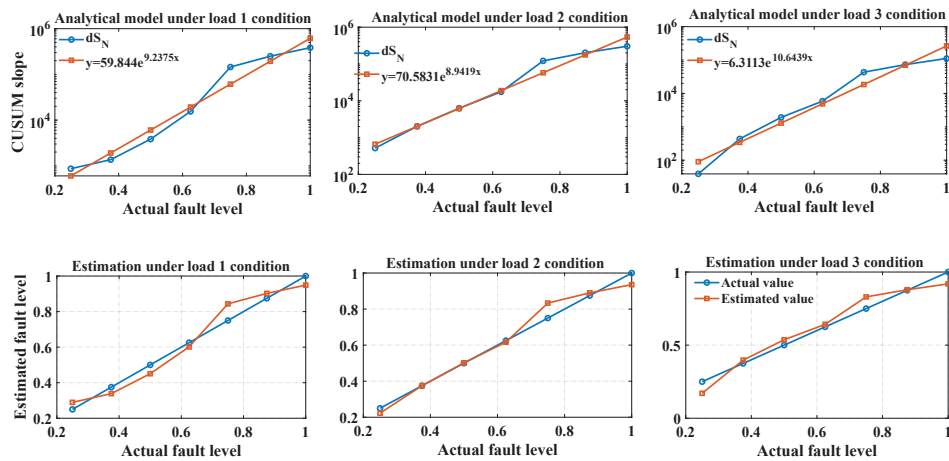 Analytical model under load 1 condition
10^6
dS_N
y=59.844e^9.2375x
10^4
CUSUM slope
0.2 0.4 0.6 0.8 1
Actual fault level
Analytical model under load 2 condition
10^6
dS_N
y=70.5831e^8.9419x
10^4
10^2
0.2 0.4 0.6 0.8 1
Actual fault level
Analytical model under load 3 condition
10^6
dS_N
y=6.3113e^10.6439x
10^4
10^2
0.2 0.4 0.6 0.8 1
Actual fault level
Estimation under load 1 condition
1
0.8
0.6
0.4
0.2
Estimated fault level
0.2 0.4 0.6 0.8 1
Actual fault level
Estimation under load 2 condition
1
0.8
0.6
0.4
0.2
0.2 0.4 0.6 0.8 1
Actual fault level
Estimation under load 3 condition
1
Actual value
Estimated value
0.5
0
0.2 0.4 0.6 0.8 1
Actual fault level